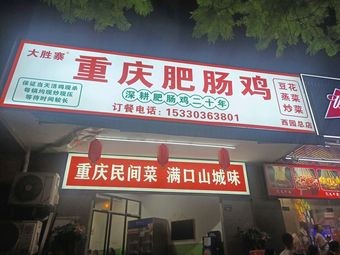 大胜寨
重庆肥肠鸡
保证当天活鸡现杀
每锅均现炒现压
等待时间较长
深耕肥肠鸡二十年
订餐电话：15330363801
豆花
蒸菜
炒菜
西园总店
重庆民间菜 满口山城味